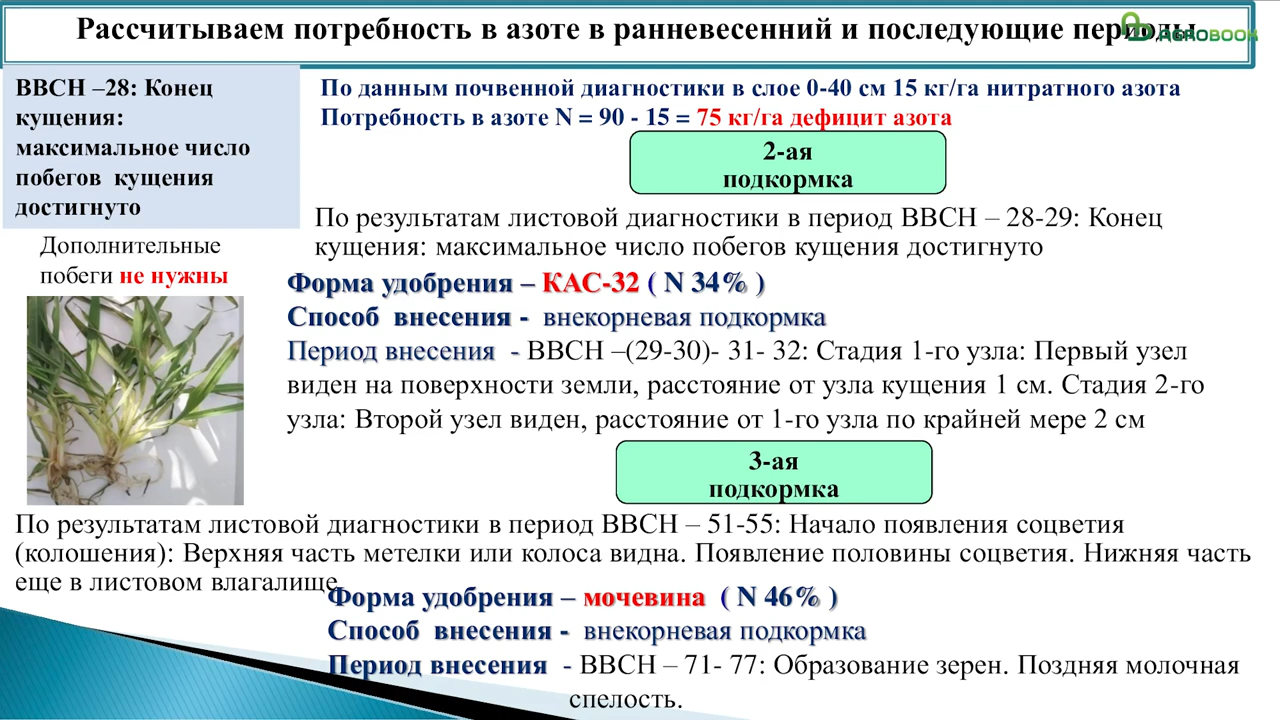 Рассчитываем потребность в азоте в ранневесенний и последующие периоды
AGROBOOK
ВВСН –28: Конец
кущения:
максимальное число
побегов кущения
достигнуто
Дополнительные
побеги не нужны
По данным почвенной диагностики в слое 0-40 см 15 кг/га нитратного азота
Потребность в азоте N = 90 - 15 = 75 кг/га дефицит азота
2-ая
подкормка
По результатам листовой диагностики в период ВВСН – 28-29: Конец
кущения: максимальное число побегов кущения достигнуто
Форма удобрения – КАС-32 ( N 34% )
Способ внесения - внекорневая подкормка
Период внесения - ВВСН –(29-30)- 31- 32: Стадия 1-го узла: Первый узел
виден на поверхности земли, расстояние от узла кущения 1 см. Стадия 2-го
узла: Второй узел виден, расстояние от 1-го узла по крайней мере 2 см
3-ая
подкормка
По результатам листовой диагностики в период ВВСН – 51-55: Начало появления соцветия
(колошения): Верхняя часть метелки или колоса видна. Появление половины соцветия. Нижняя часть
еще в листовом влагалище
Форма удобрения – мочевина ( N 46% )
Способ внесения - внекорневая подкормка
Период внесения - ВВСН – 71- 77: Образование зерен. Поздняя молочная
спелость.